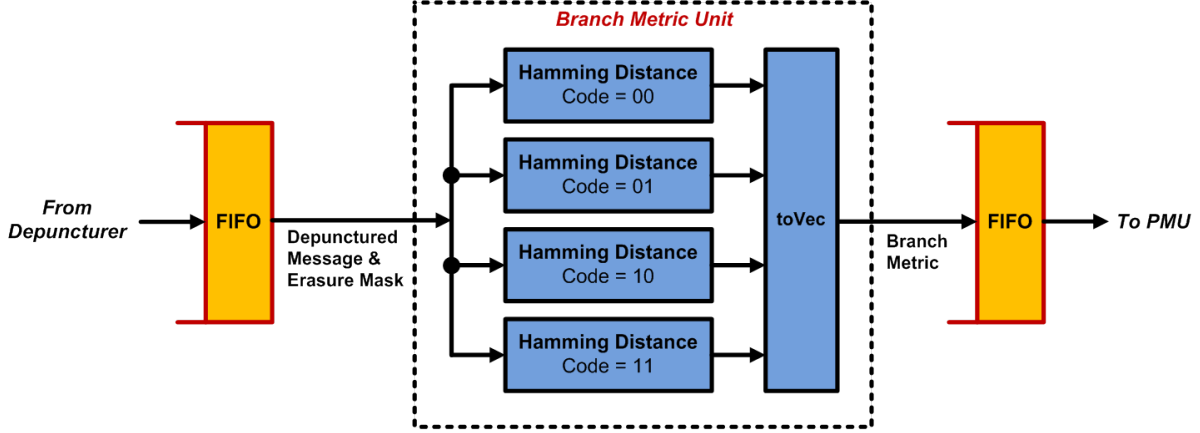 Branch Metric Unit
Hamming Distance
Code = 00
Hamming Distance
Code = 01
From
Depuncturer
FIFO
Depunctured
Message &
Erasure Mask
toVec
Branch
Metric
FIFO
To PMU
Hamming Distance
Code = 10
Hamming Distance
Code = 11